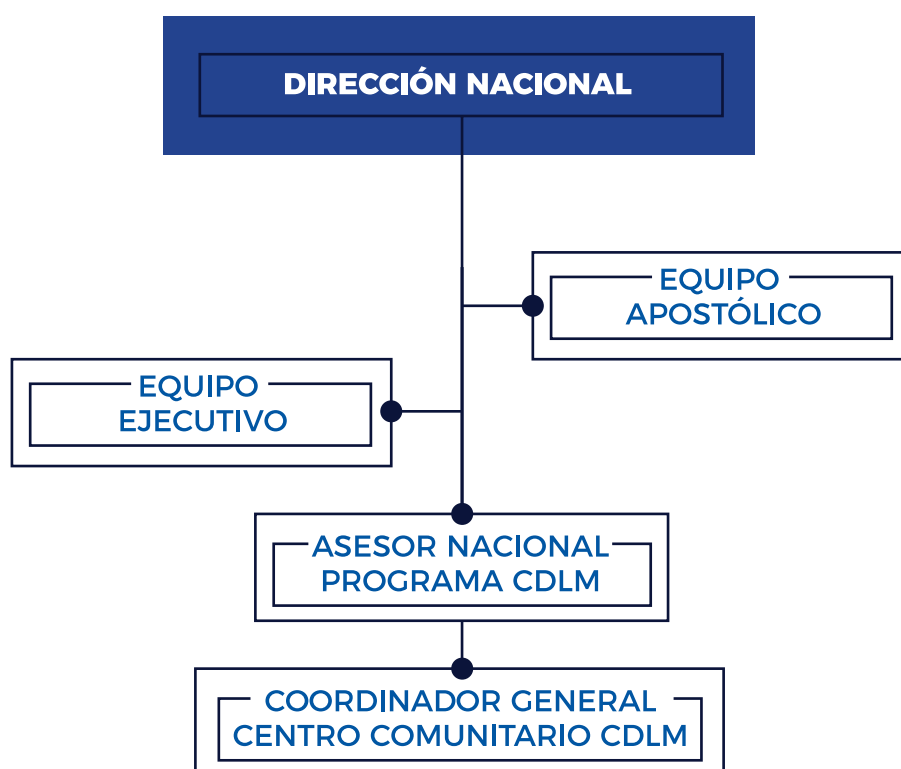 DIRECCIÓN NACIONAL
EQUIPO
APOSTÓLICO
EQUIPO
EJECUTIVO
ASESOR NACIONAL
PROGRAMA CDLM
COORDINADOR GENERAL
CENTRO COMUNITARIO CDLM